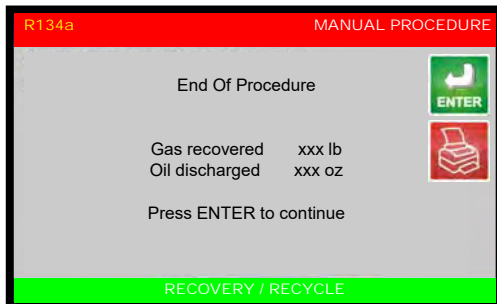 R134a MANUAL PROCEDURE
End Of Procedure
ENTER
Gas recovered xxx lb
Oil discharged xxx oz
Press ENTER to continue
RECOVERY / RECYCLE